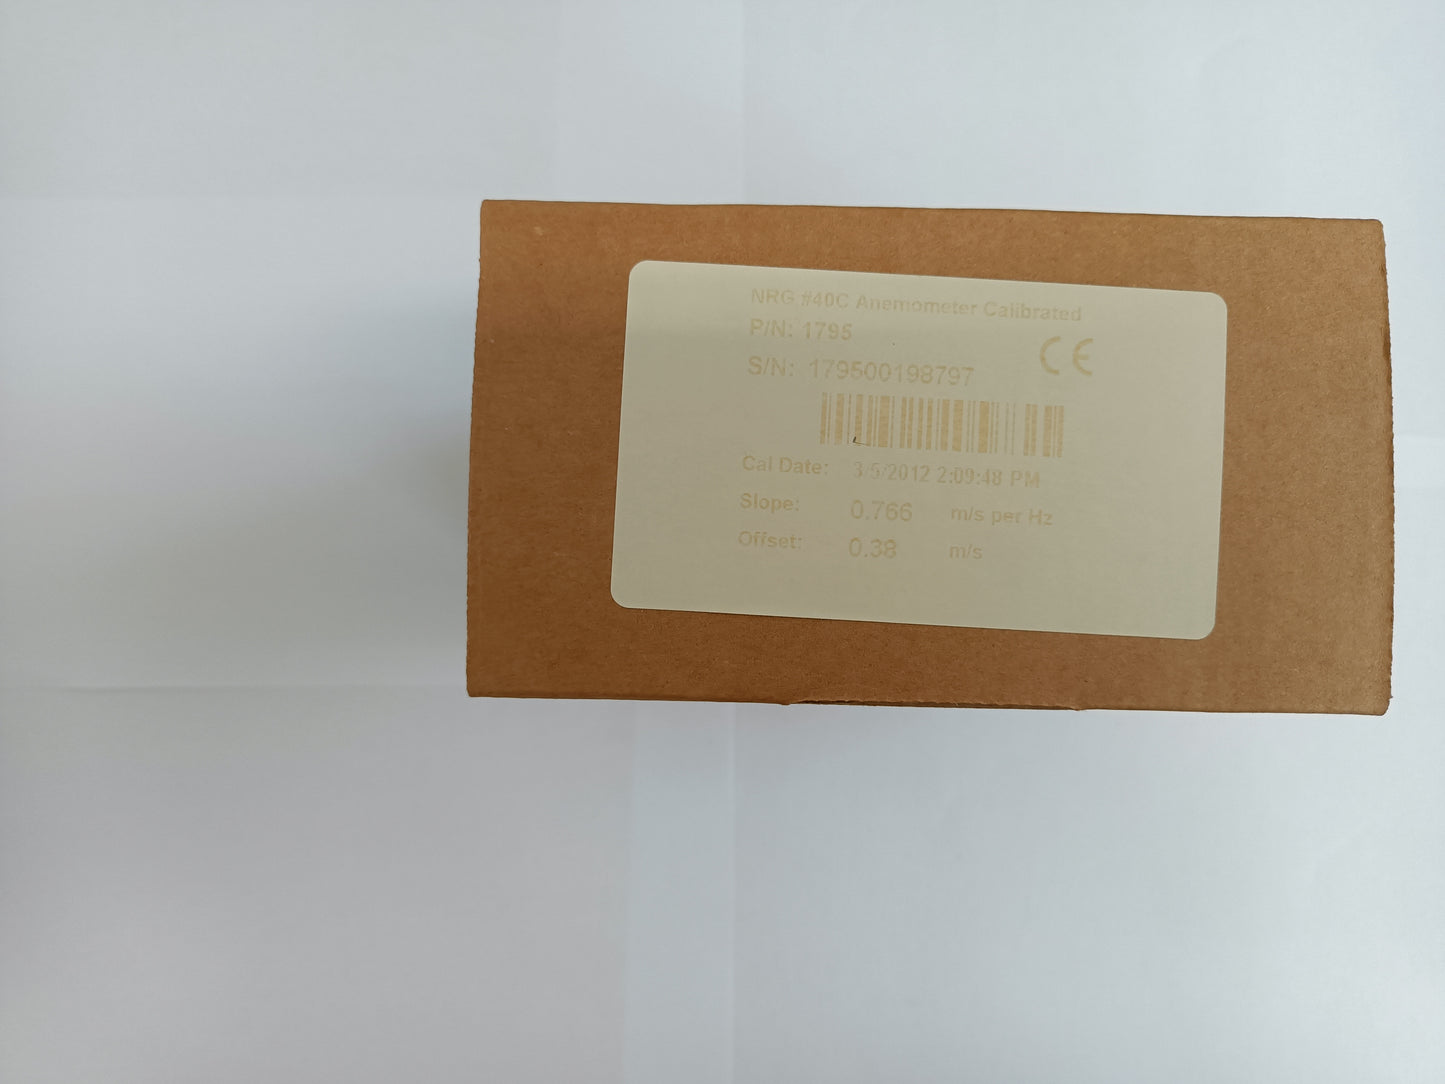 NRG #40C Anemometer Calibrated
P/N: 1795
CE
S/N: 179500198797
Cal Date: 3/5/2012 2:09:48 PM
Slope: 0.766 m/s per Hz
Offset: 0.38 m/s